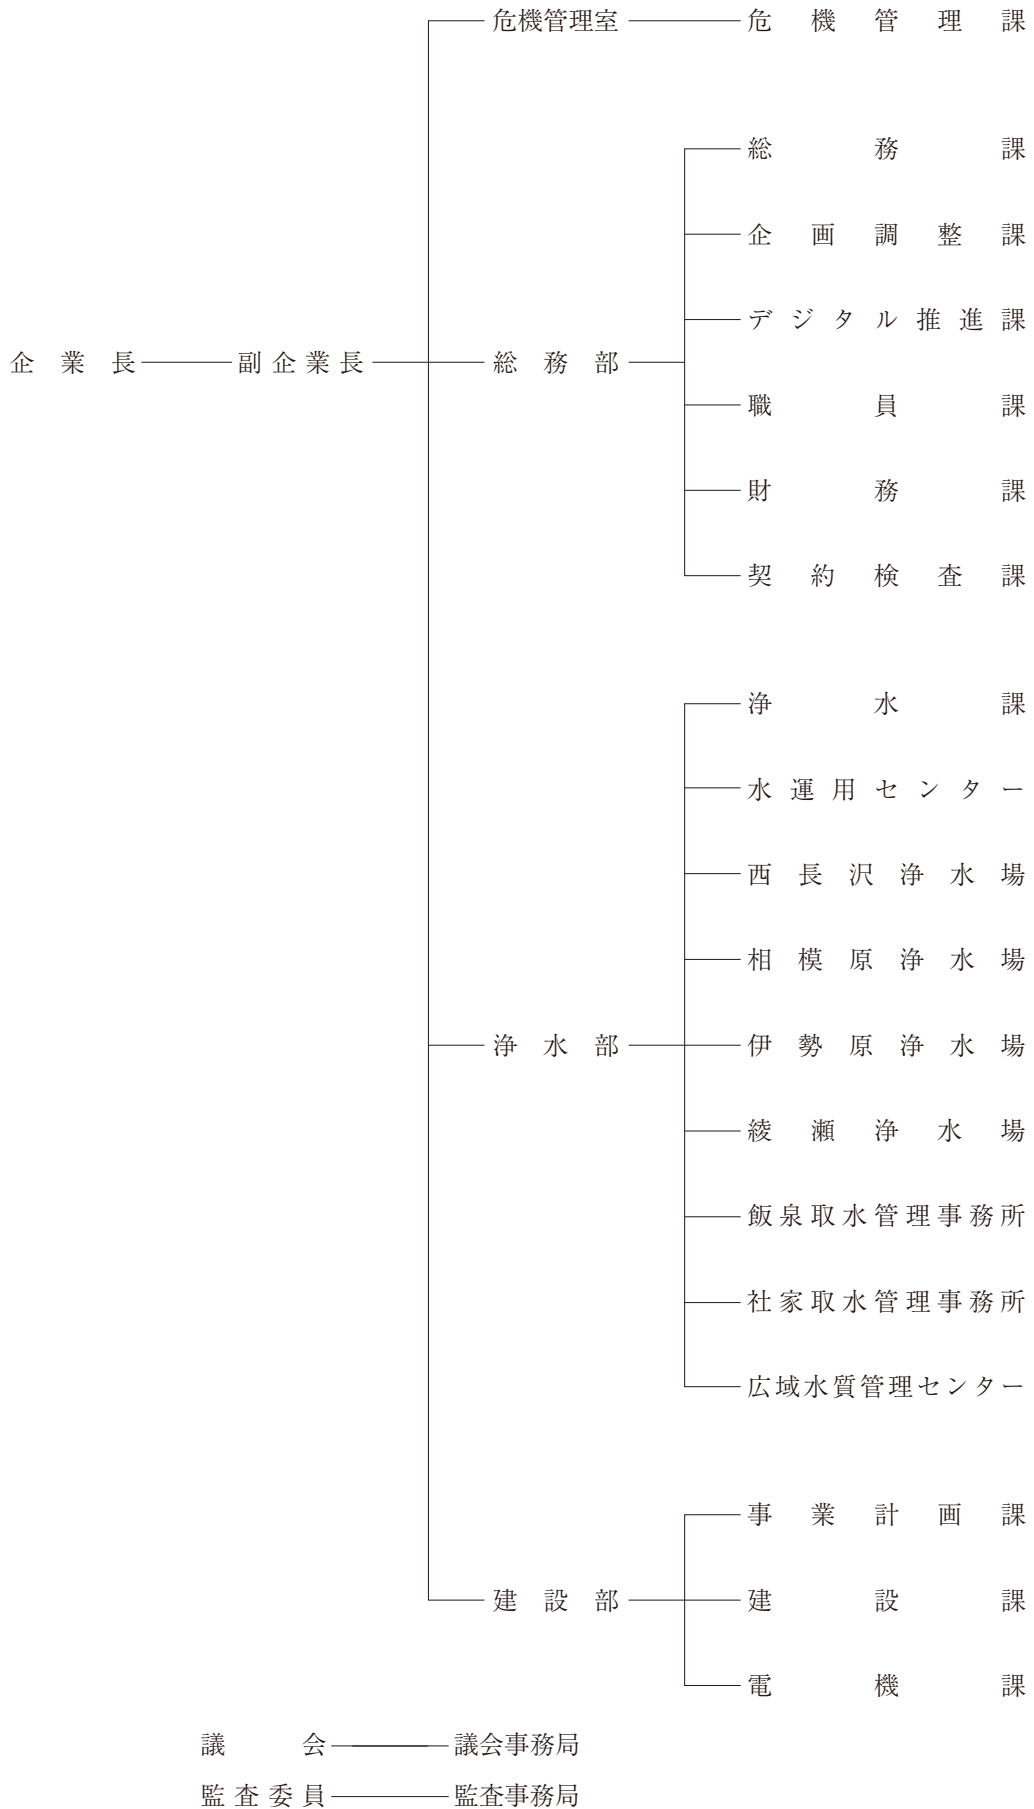 危機管理室 危機管理課
総務課
企画調整課
デジタル推進課
企業長 副企業長 総務部
職員課
財務課
契約検査課
浄水課
水運用センター
西長沢浄水場
相模原浄水場
浄水部 伊勢原浄水場
綾瀬浄水場
飯泉取水管理事務所
社家取水管理事務所
広域水質管理センター
事業計画課
建設部 建設課
電機課
議会 議会事務局
監査委員 監査事務局